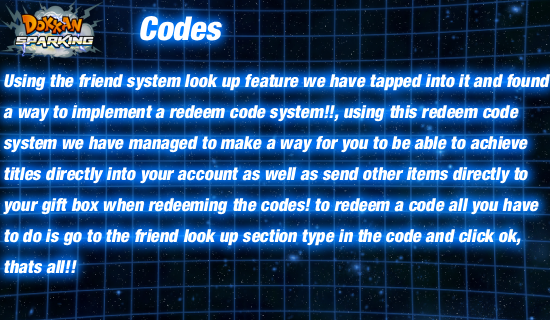 DOKKAN
SPARKING
Codes
Using the friend system look up feature we have tapped into it and found
a way to implement a redeem code system!!, using this redeem code
system we have managed to make a way for you to be able to achieve
titles directly into your account as well as send other items directly to
your gift box when redeeming the codes! to redeem a code all you have
to do is go to the friend look up section type in the code and click ok,
thats all!!